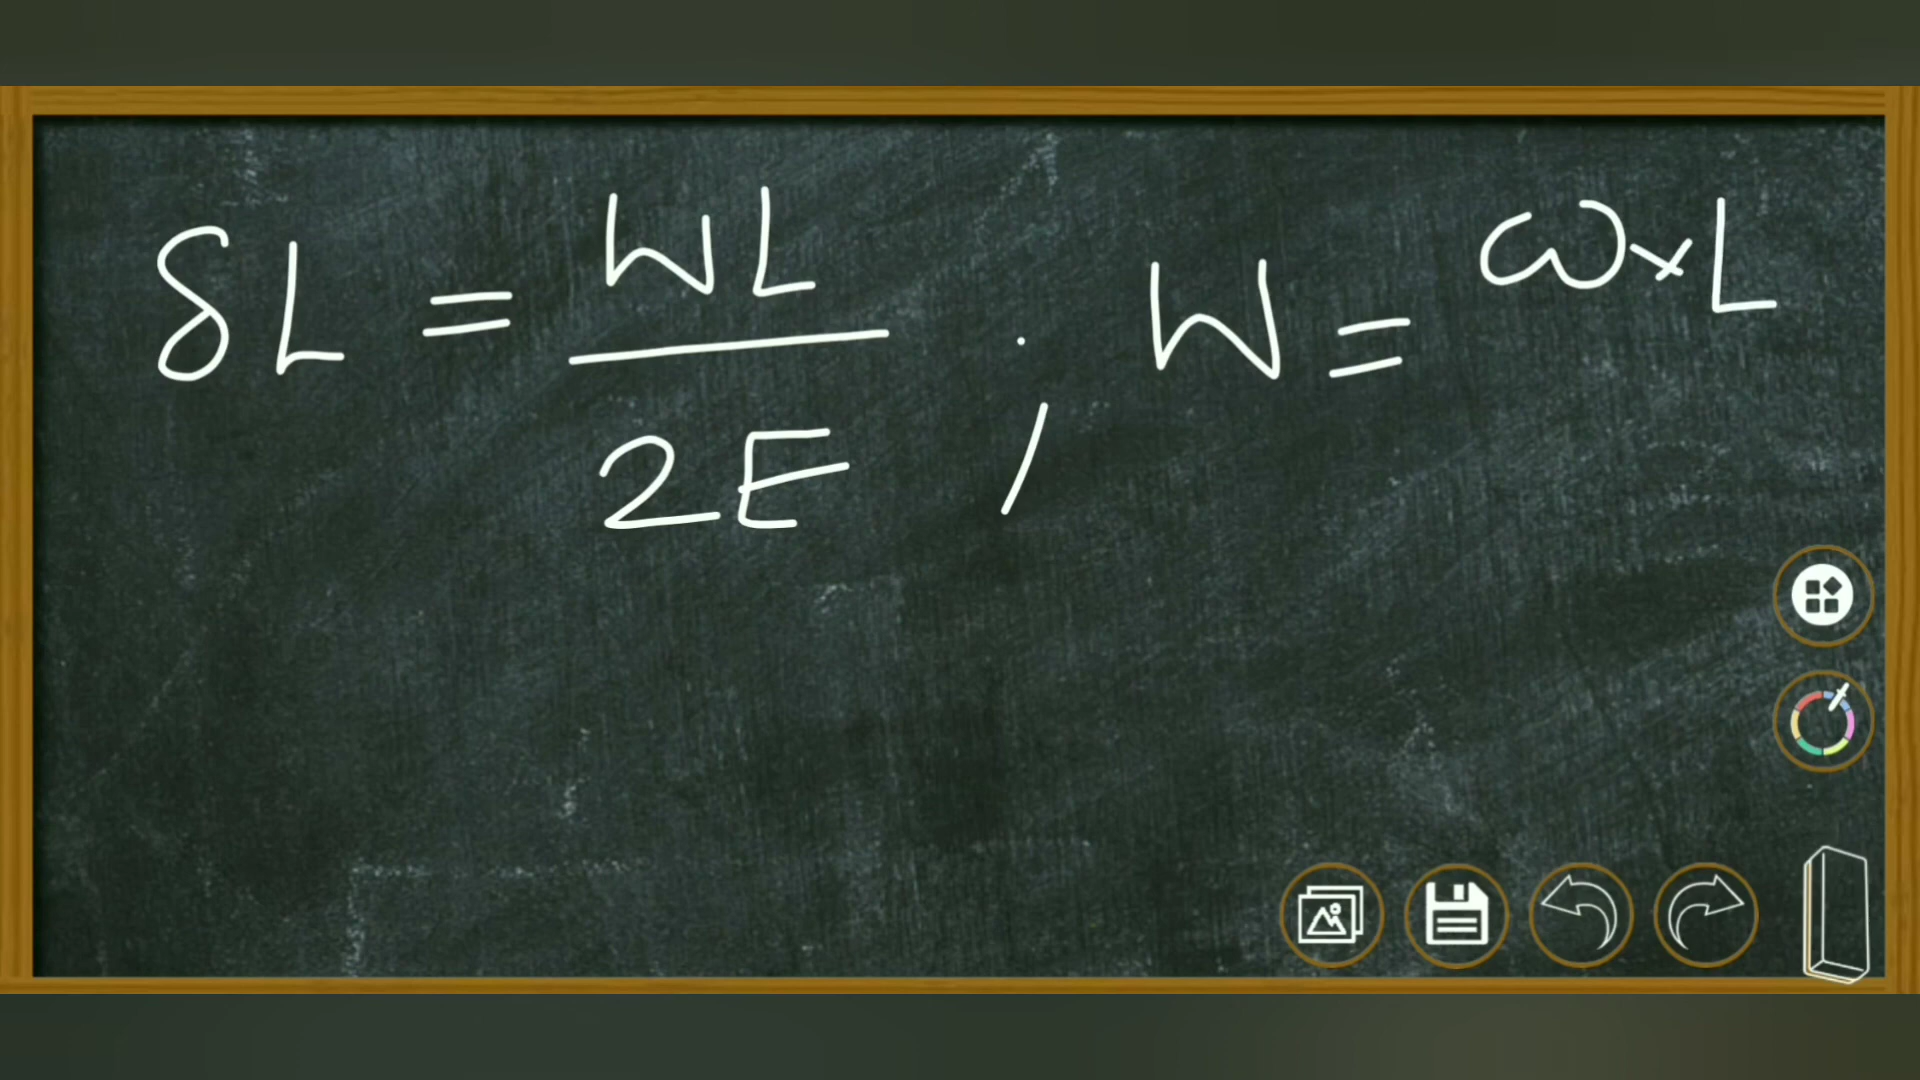 δL = WL / 2E ; W = ω×L